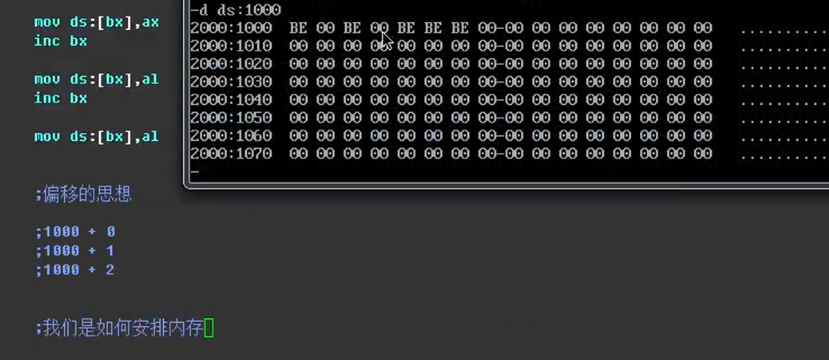 mov ds:[bx],ax
inc bx
mov ds:[bx],al
inc bx
mov ds:[bx],al
;偏移的思想
;1000 + 0
;1000 + 1
;1000 + 2
;我们是如何安排内存
-d ds:1000
2000:1000 BE 00 BE 00 BE BE BE 00-00 00 00 00 00 00 00 00 ..........
2000:1010 00 00 00 00 00 00 00 00-00 00 00 00 00 00 00 00 ..........
2000:1020 00 00 00 00 00 00 00 00-00 00 00 00 00 00 00 00 ..........
2000:1030 00 00 00 00 00 00 00 00-00 00 00 00 00 00 00 00 ..........
2000:1040 00 00 00 00 00 00 00 00-00 00 00 00 00 00 00 00 ..........
2000:1050 00 00 00 00 00 00 00 00-00 00 00 00 00 00 00 00 ..........
2000:1060 00 00 00 00 00 00 00 00-00 00 00 00 00 00 00 00 ..........
2000:1070 00 00 00 00 00 00 00 00-00 00 00 00 00 00 00 00 ..........
-